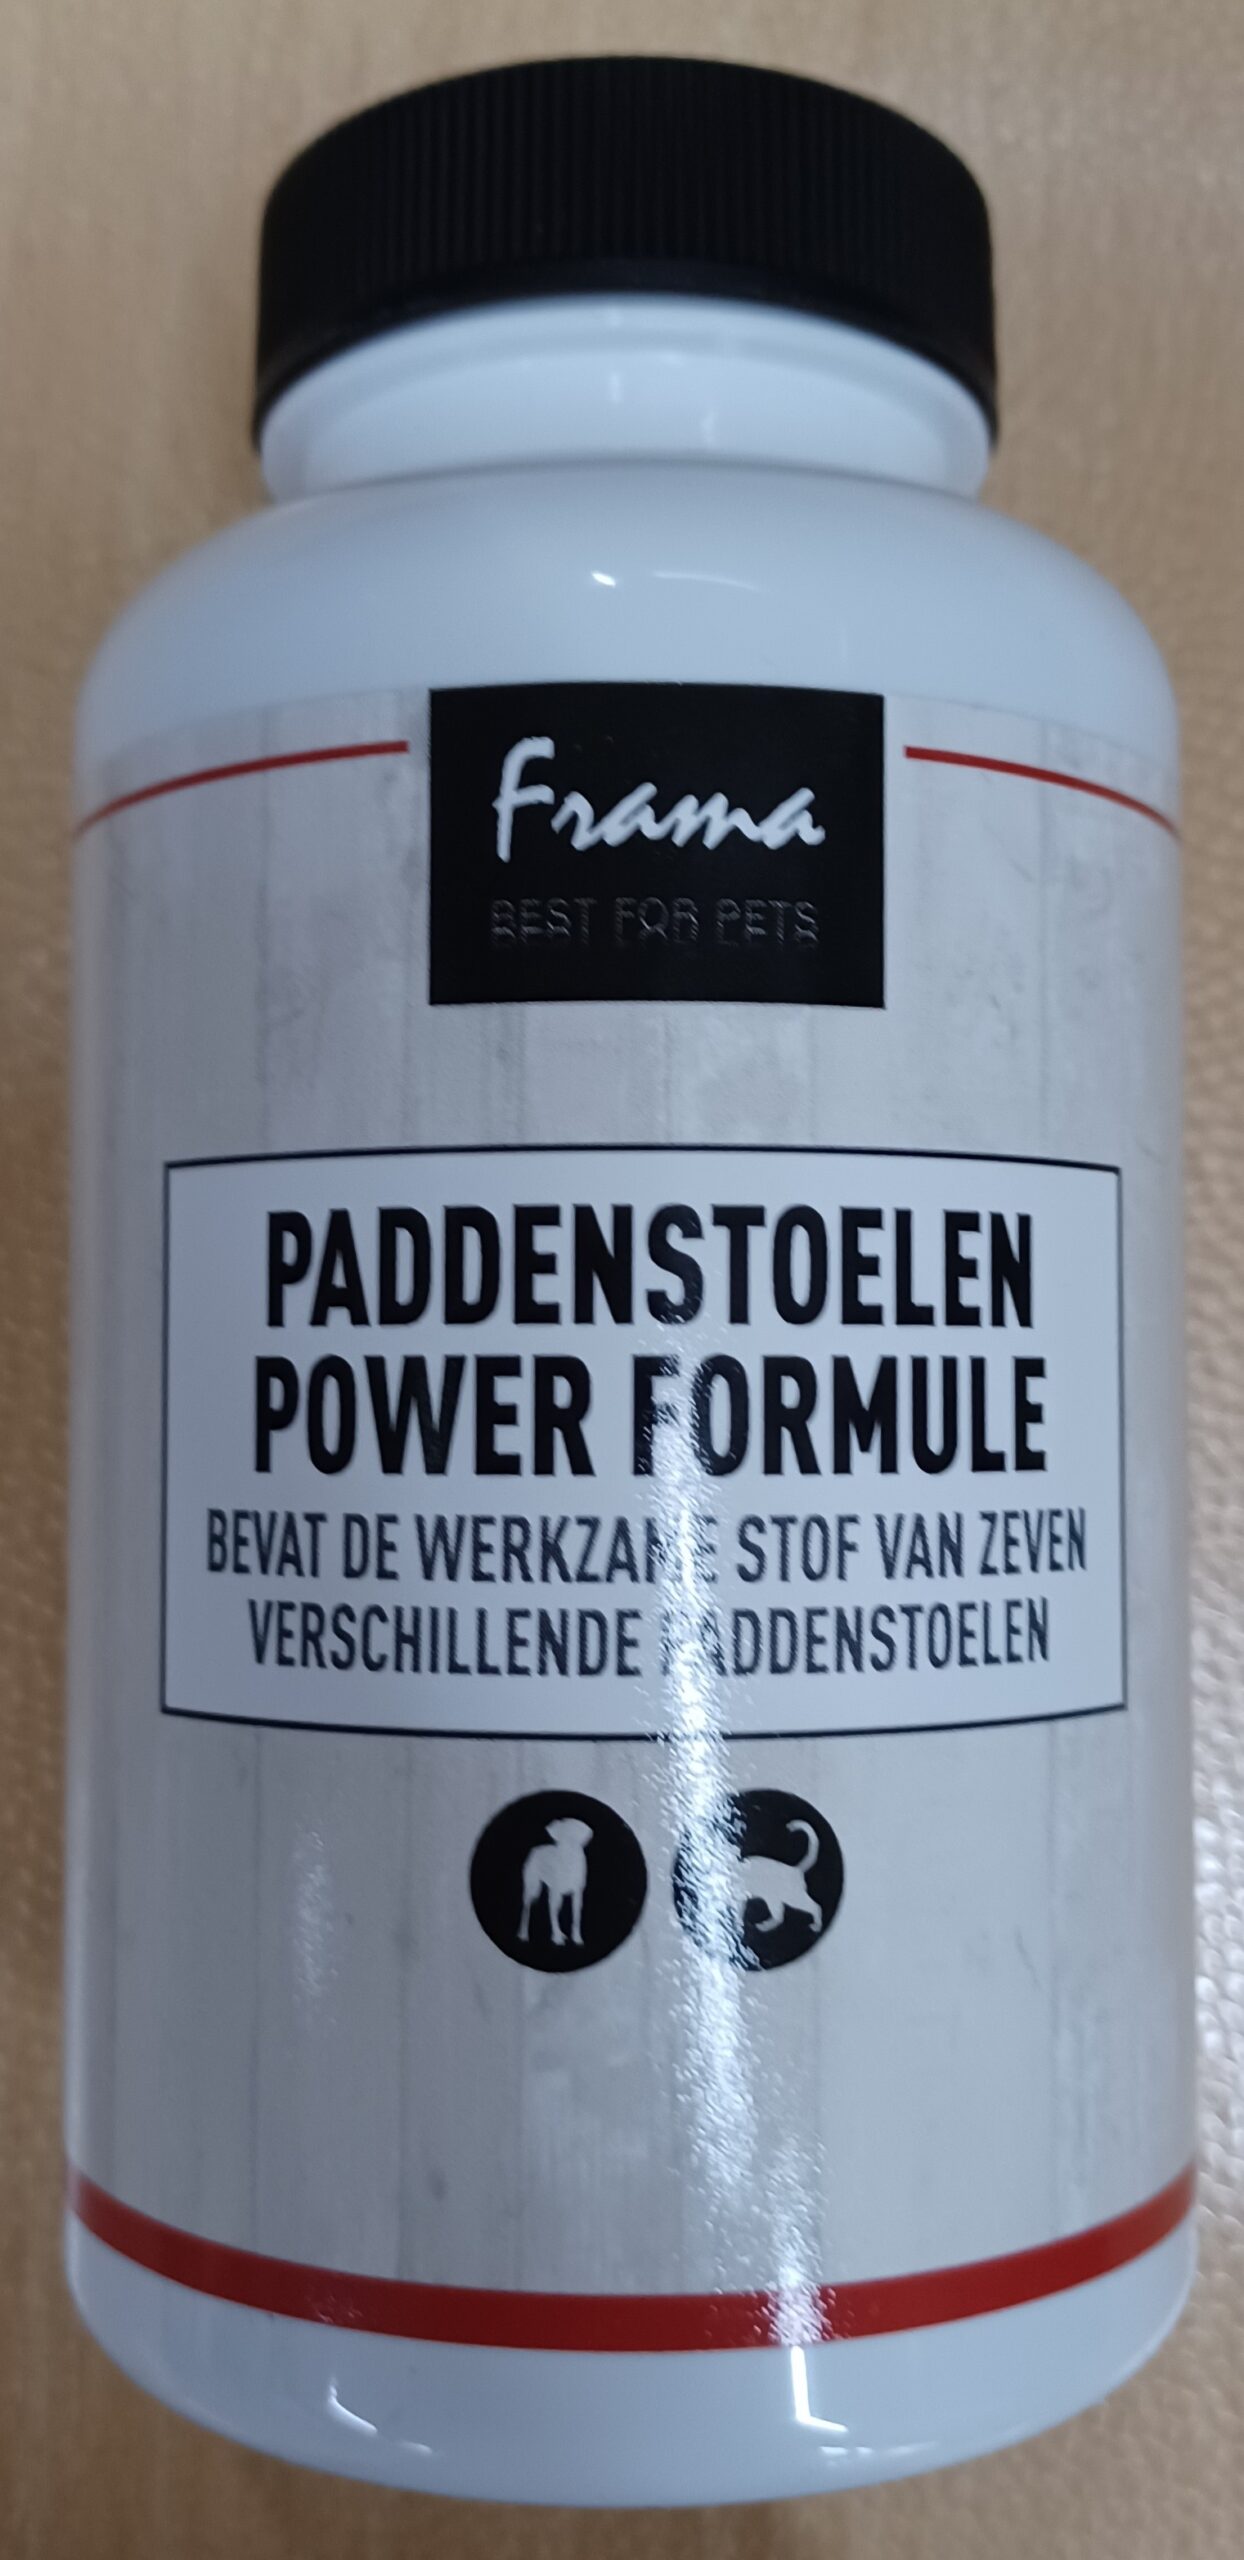 Frama
BEST FOR PETS
PADDENSTOELEN
POWER FORMULE
BEVAT DE WERKZAME STOF VAN ZEVEN
VERSCHILLENDE PADDENSTOELEN